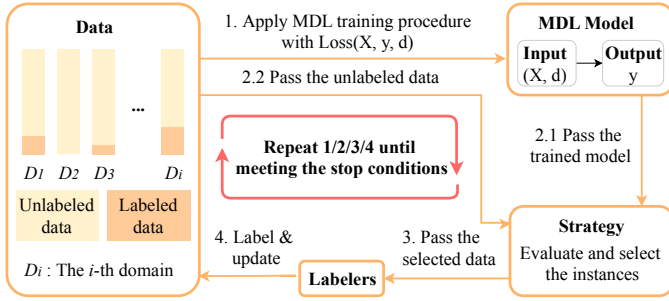 Data
1. Apply MDL training procedure
with Loss(X, y, d)
MDL Model
Input
(X, d)
Output
y
2.2 Pass the unlabeled data
...
D1 D2 D3 Di
Repeat 1/2/3/4 until
meeting the stop conditions
2.1 Pass the
trained model
Unlabeled
data
Labeled
data
Di : The i-th domain
4. Label &
update
Labelers
3. Pass the
selected data
Strategy
Evaluate and select
the instances